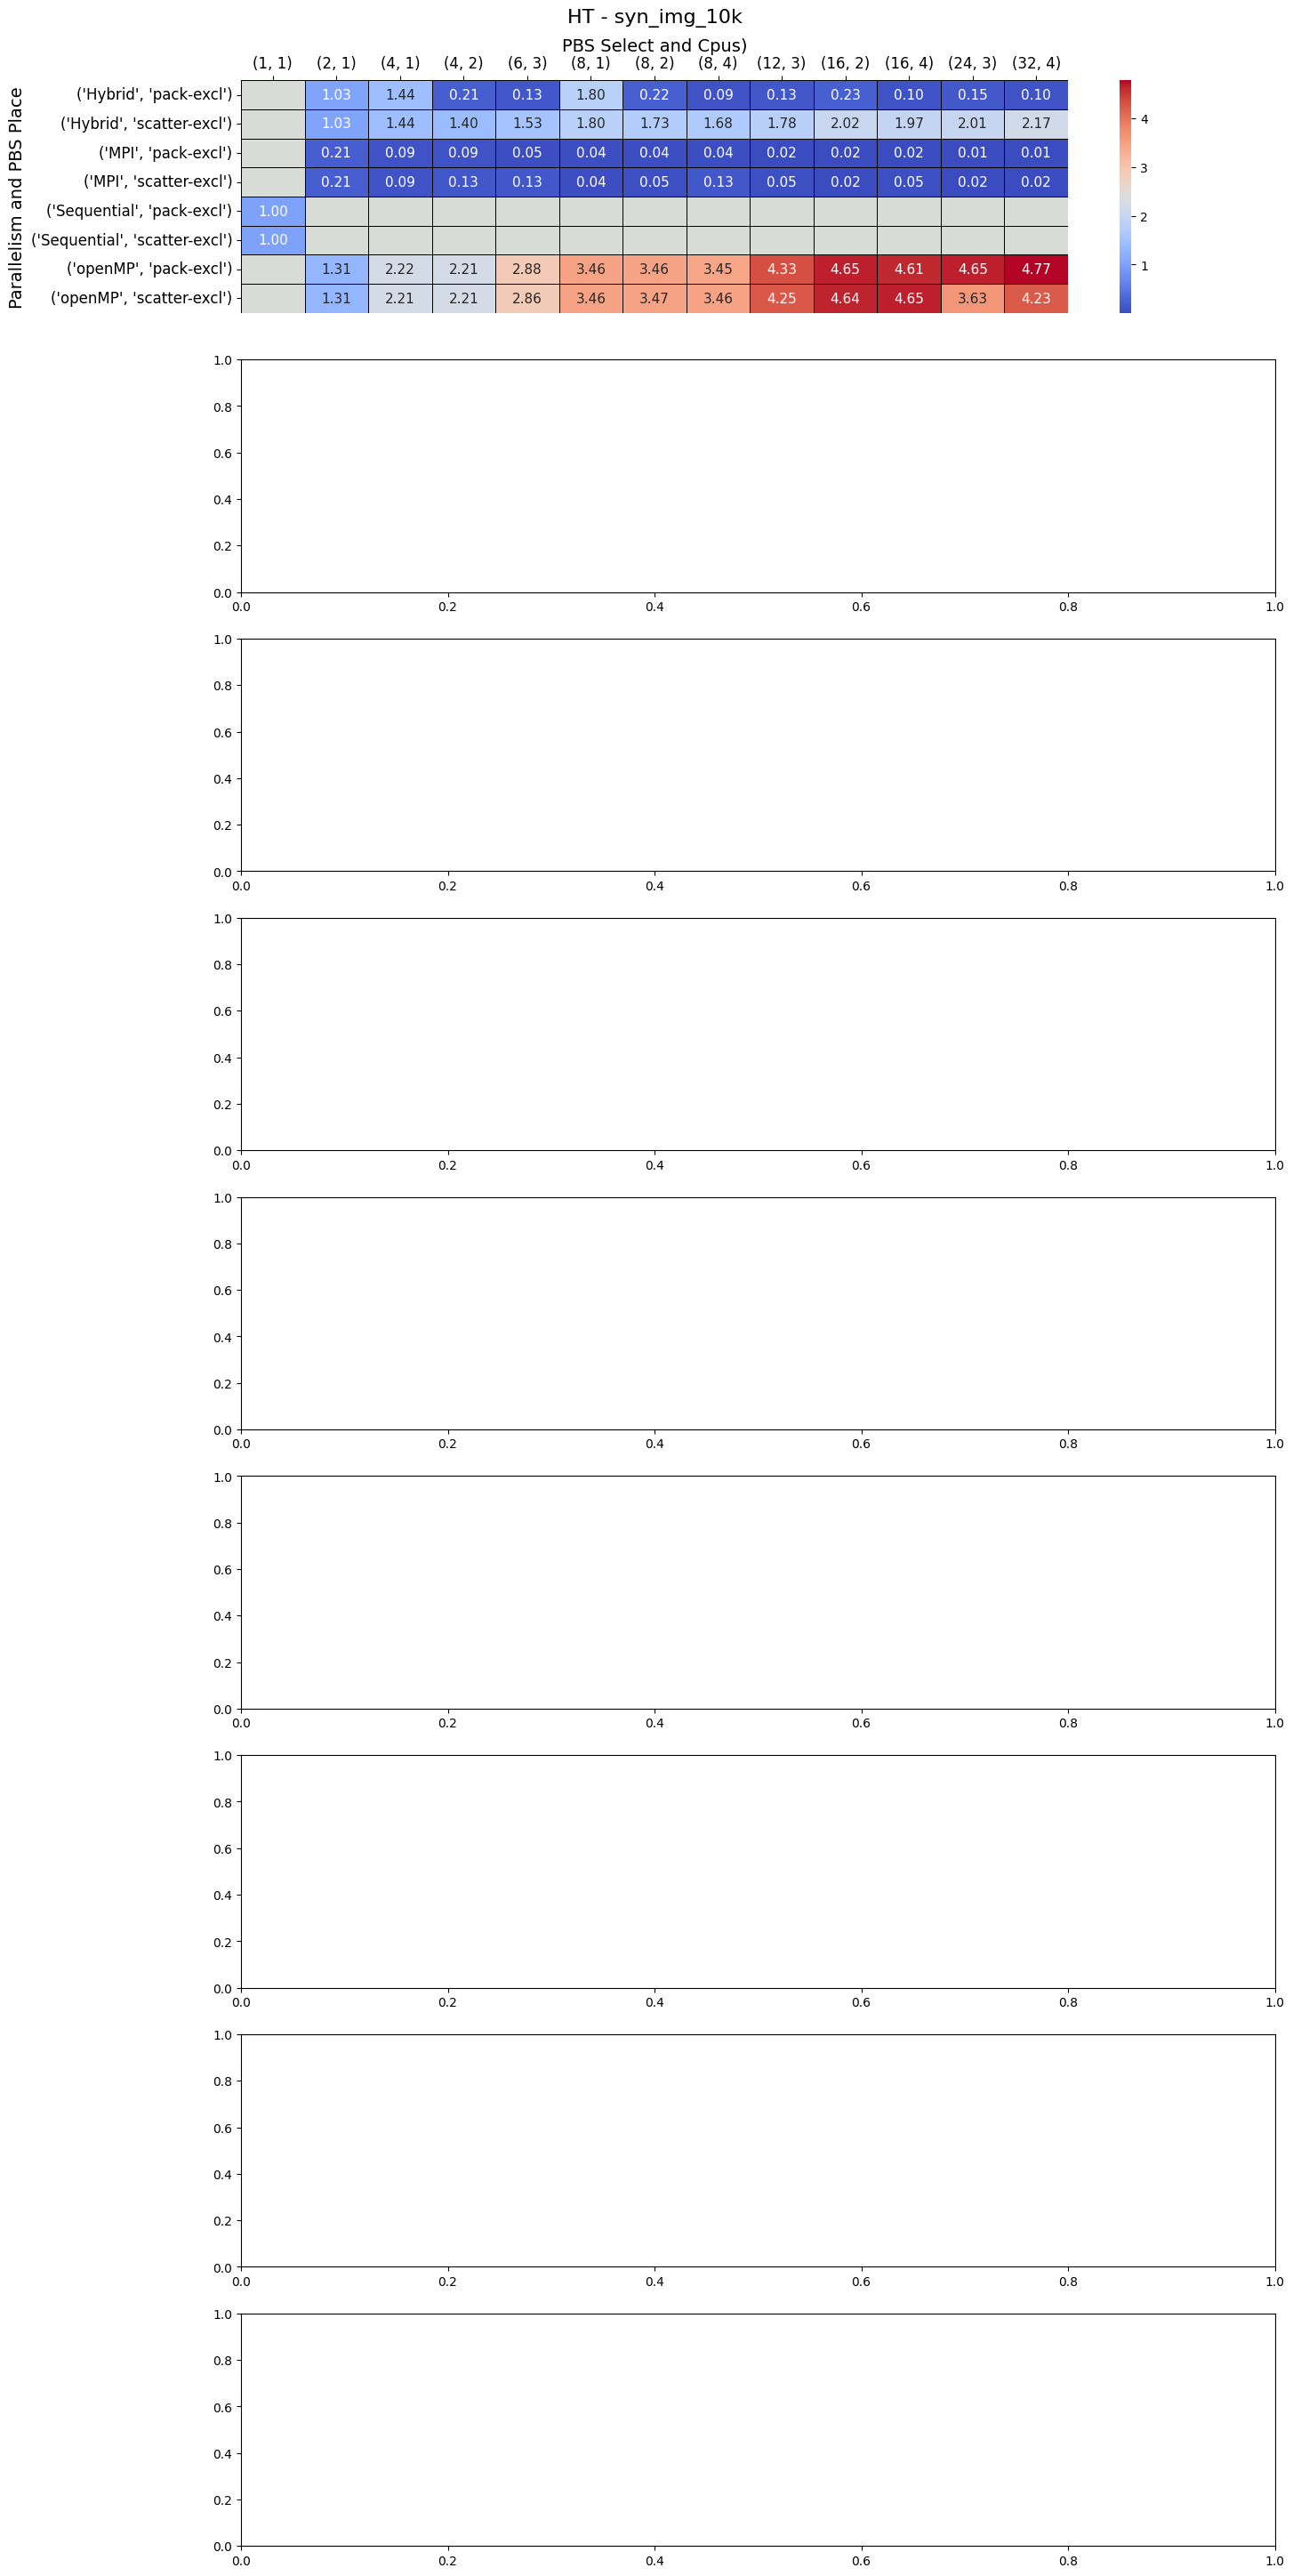 HT - syn_img_10k
PBS Select and Cpus)
(1, 1) (2, 1) (4, 1) (4, 2) (6, 3) (8, 1) (8, 2) (8, 4) (12, 3) (16, 2) (16, 4) (24, 3) (32, 4)
Parallelism and PBS Place
('Hybrid', 'pack-excl') 1.03 1.44 0.21 0.13 1.80 0.22 0.09 0.13 0.23 0.10 0.15 0.10
('Hybrid', 'scatter-excl') 1.03 1.44 1.40 1.53 1.80 1.73 1.68 1.78 2.02 1.97 2.01 2.17
('MPI', 'pack-excl') 0.21 0.09 0.09 0.05 0.04 0.04 0.04 0.02 0.02 0.02 0.01 0.01
('MPI', 'scatter-excl') 0.21 0.09 0.13 0.13 0.04 0.05 0.13 0.05 0.02 0.05 0.02 0.02
('Sequential', 'pack-excl') 1.00
('Sequential', 'scatter-excl') 1.00
('openMP', 'pack-excl') 1.31 2.22 2.21 2.88 3.46 3.46 3.45 4.33 4.65 4.61 4.65 4.77
('openMP', 'scatter-excl') 1.31 2.21 2.21 2.86 3.46 3.47 3.46 4.25 4.64 4.65 3.63 4.23
4
3
2
1
1.0
0.8
0.6
0.4
0.2
0.0
0.0 0.2 0.4 0.6 0.8 1.0
1.0
0.8
0.6
0.4
0.2
0.0
0.0 0.2 0.4 0.6 0.8 1.0
1.0
0.8
0.6
0.4
0.2
0.0
0.0 0.2 0.4 0.6 0.8 1.0
1.0
0.8
0.6
0.4
0.2
0.0
0.0 0.2 0.4 0.6 0.8 1.0
1.0
0.8
0.6
0.4
0.2
0.0
0.0 0.2 0.4 0.6 0.8 1.0
1.0
0.8
0.6
0.4
0.2
0.0
0.0 0.2 0.4 0.6 0.8 1.0
1.0
0.8
0.6
0.4
0.2
0.0
0.0 0.2 0.4 0.6 0.8 1.0
1.0
0.8
0.6
0.4
0.2
0.0
0.0 0.2 0.4 0.6 0.8 1.0